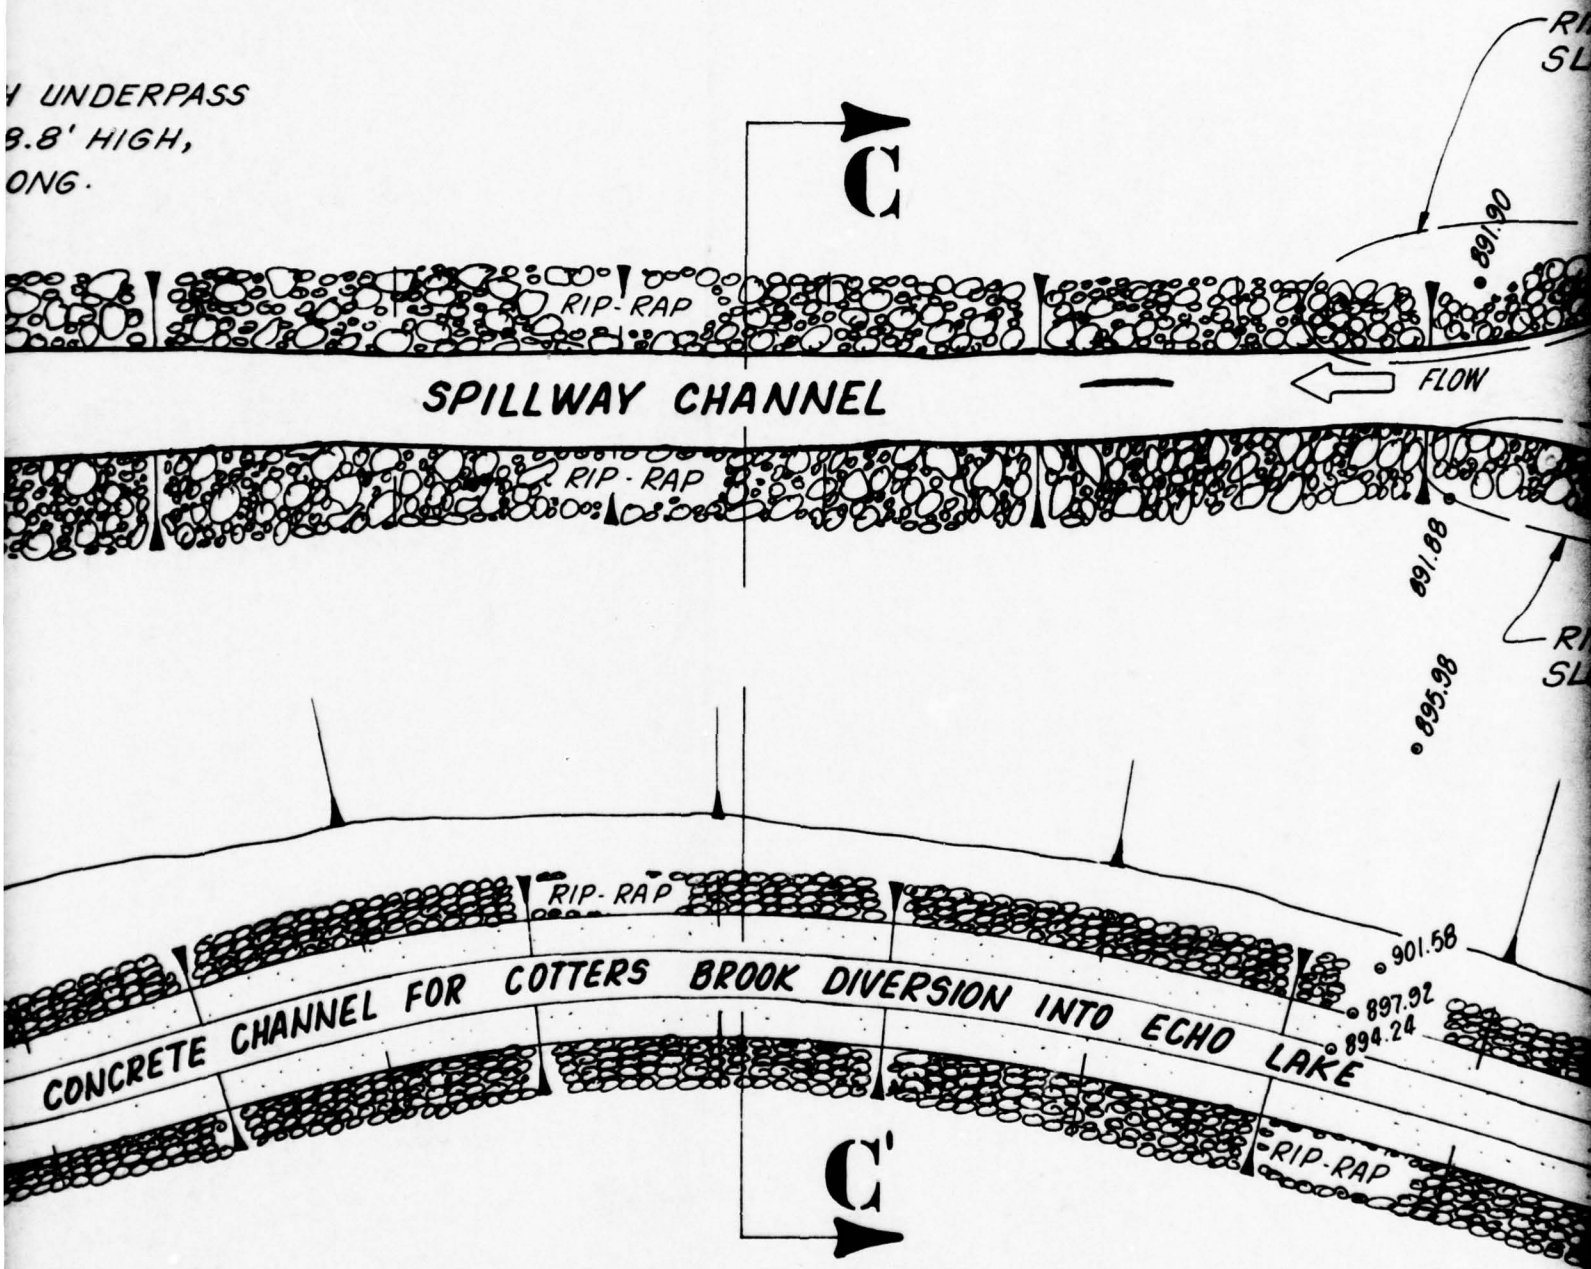 UNDERPASS
8.8' HIGH,
C
891.90
RIP-RAP
SPILLWAY CHANNEL
FLOW
RIP-RAP
891.88
895.98
RIP-RAP
901.58
897.92
894.24
CONCRETE CHANNEL FOR COTTERS BROOK DIVERSION INTO ECHO LAKE
RIP-RAP
C'